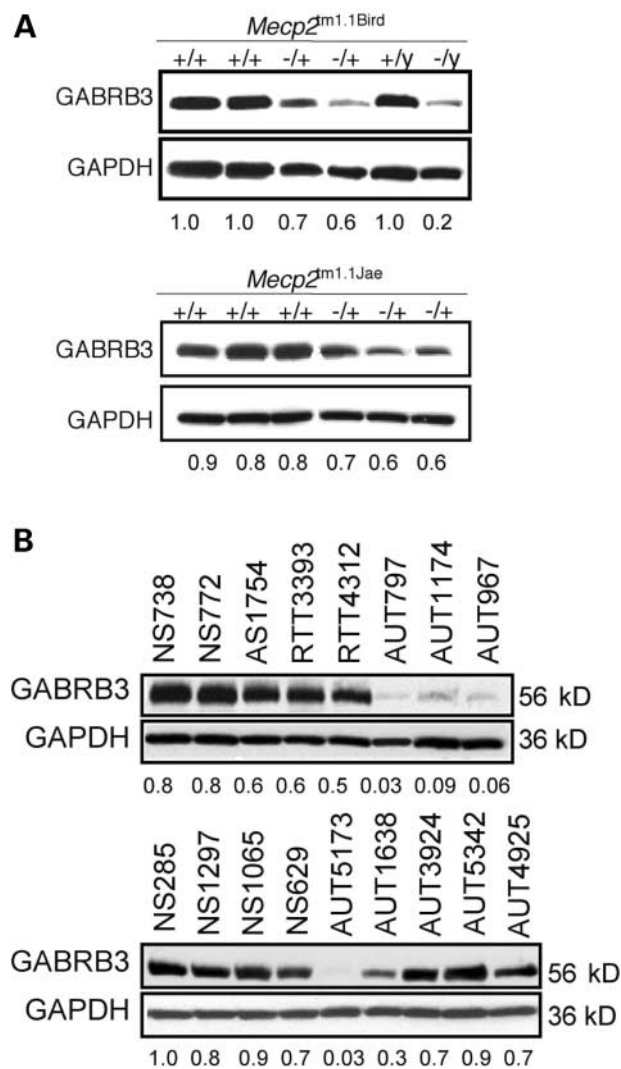 A
Mecp2tm1.1Bird
+/+ +/+ -/+ -/+ +/y -/y
GABRB3
GAPDH
1.0 1.0 0.7 0.6 1.0 0.2
Mecp2tm1.1Jae
+/+ +/+ +/+ -/+ -/+ -/+
GABRB3
GAPDH
0.9 0.8 0.8 0.7 0.6 0.6
B
NS738 NS772 AS1754 RTT3393 RTT4312 AUT797 AUT1174 AUT967
GABRB3 56 kD
GAPDH 36 kD
0.8 0.8 0.6 0.6 0.5 0.03 0.09 0.06
NS285 NS1297 NS1065 NS629 AUT5173 AUT1638 AUT3924 AUT5342 AUT4925
GABRB3 56 kD
GAPDH 36 kD
1.0 0.8 0.9 0.7 0.03 0.3 0.7 0.9 0.7